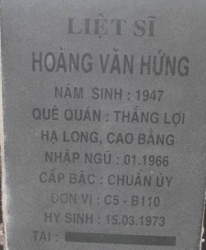 LIỆT SĨ
HOÀNG VĂN HỨNG
NĂM SINH : 1947
QUÊ QUÁN : THẮNG LỢI
HẠ LONG, CAO BẰNG
NHẬP NGŨ : 01.1966
CẤP BẬC : CHUẨN ÚY
ĐƠN VỊ : C5 - B110
HY SINH : 15.03.1973
TẠI :